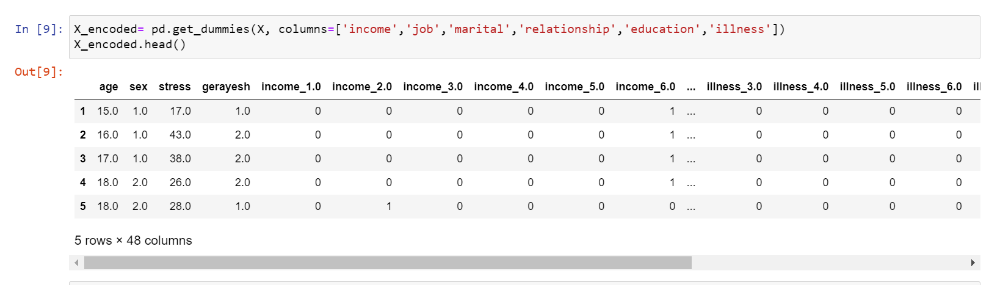 In [9]: X_encoded= pd.get_dummies(X, columns=['income','job','marital','relationship','education','illness'])
X_encoded.head()
Out[9]:
age sex stress gerayesh income_1.0 income_2.0 income_3.0 income_4.0 income_5.0 income_6.0 ... illness_3.0 illness_4.0 illness_5.0 illness_6.0
1 15.0 1.0 17.0 1.0 0 0 0 0 0 1 ... 0 0 0 0
2 16.0 1.0 43.0 2.0 0 0 0 0 0 1 ... 0 0 0 0
3 17.0 1.0 38.0 2.0 0 0 0 0 0 1 ... 0 0 0 0
4 18.0 2.0 26.0 2.0 0 0 0 0 0 1 ... 0 0 0 0
5 18.0 2.0 28.0 1.0 0 1 0 0 0 0 ... 0 0 0 0
5 rows × 48 columns